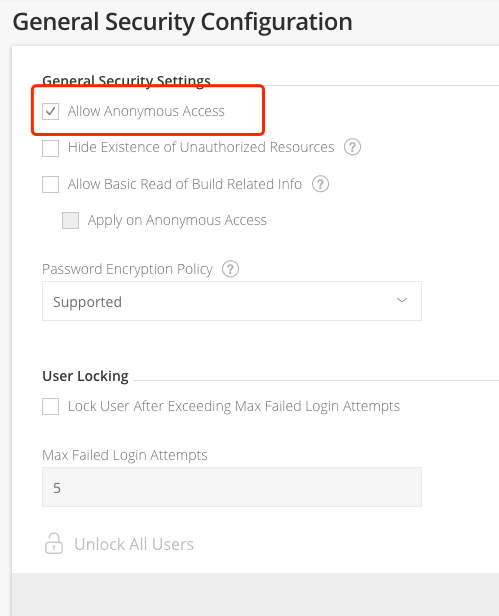 General Security Configuration
General Security Settings
Allow Anonymous Access
Hide Existence of Unauthorized Resources ?
Allow Basic Read of Build Related Info ?
Apply on Anonymous Access
Password Encryption Policy ?
Supported
User Locking
Lock User After Exceeding Max Failed Login Attempts
Max Failed Login Attempts
5
Unlock All Users